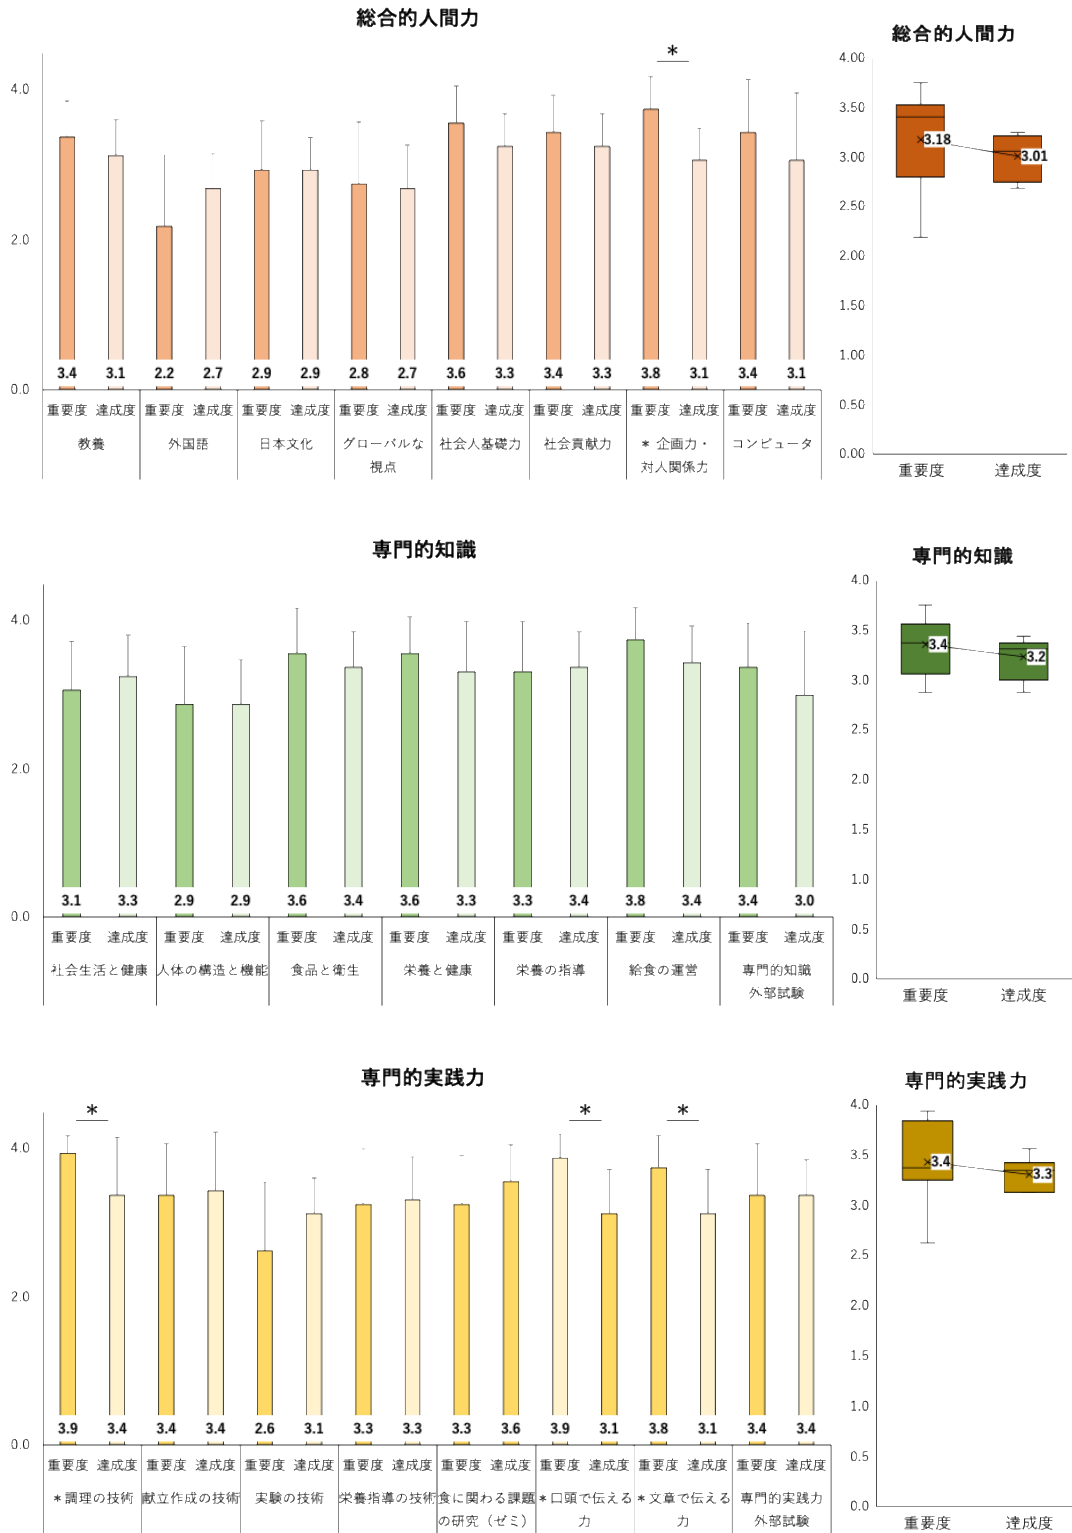 総合的人間力
*
4.0
2.0
0.0
3.4 3.1 2.2 2.7 2.9 2.9 2.8 2.7 3.6 3.3 3.4 3.3 3.8 3.1 3.4 3.1
重要度 達成度 重要度 達成度 重要度 達成度 重要度 達成度 重要度 達成度 重要度 達成度 重要度 達成度 重要度 達成度
教養 外国語 日本文化 グローバルな 社会人基礎力 社会貢献力 * 企画力・ コンピュータ
視点 対人関係力
総合的人間力
4.00
3.50
3.00
2.50
2.00
1.50
1.00
0.50
0.00
3.18
3.01
重要度 達成度
専門的知識
4.0
2.0
0.0
3.1 3.3 2.9 2.9 3.6 3.4 3.6 3.3 3.3 3.4 3.8 3.4 3.4 3.0
重要度 達成度 重要度 達成度 重要度 達成度 重要度 達成度 重要度 達成度 重要度 達成度 重要度 達成度
社会生活と健康 人体の構造と機能 食品と衛生 栄養と健康 栄養の指導 給食の運営 専門的知識
外部試験
専門的知識
4.0
3.5
3.0
2.5
2.0
1.5
1.0
0.5
0.0
3.4
3.2
重要度 達成度
専門的実践力
* * *
4.0
2.0
0.0
3.9 3.4 3.4 3.4 2.6 3.1 3.3 3.3 3.3 3.6 3.9 3.1 3.8 3.1 3.4 3.4
重要度 達成度 重要度 達成度 重要度 達成度 重要度 達成度 重要度 達成度 重要度 達成度 重要度 達成度 重要度 達成度
*調理の技術 献立作成の技術 実験の技術 栄養指導の技術 食に関わる課題 *口頭で伝える *文章で伝える 専門的実践力
の研究（ゼミ） 力 力 外部試験
専門的実践力
4.0
3.5
3.0
2.5
2.0
1.5
1.0
0.5
0.0
3.4
3.3
重要度 達成度